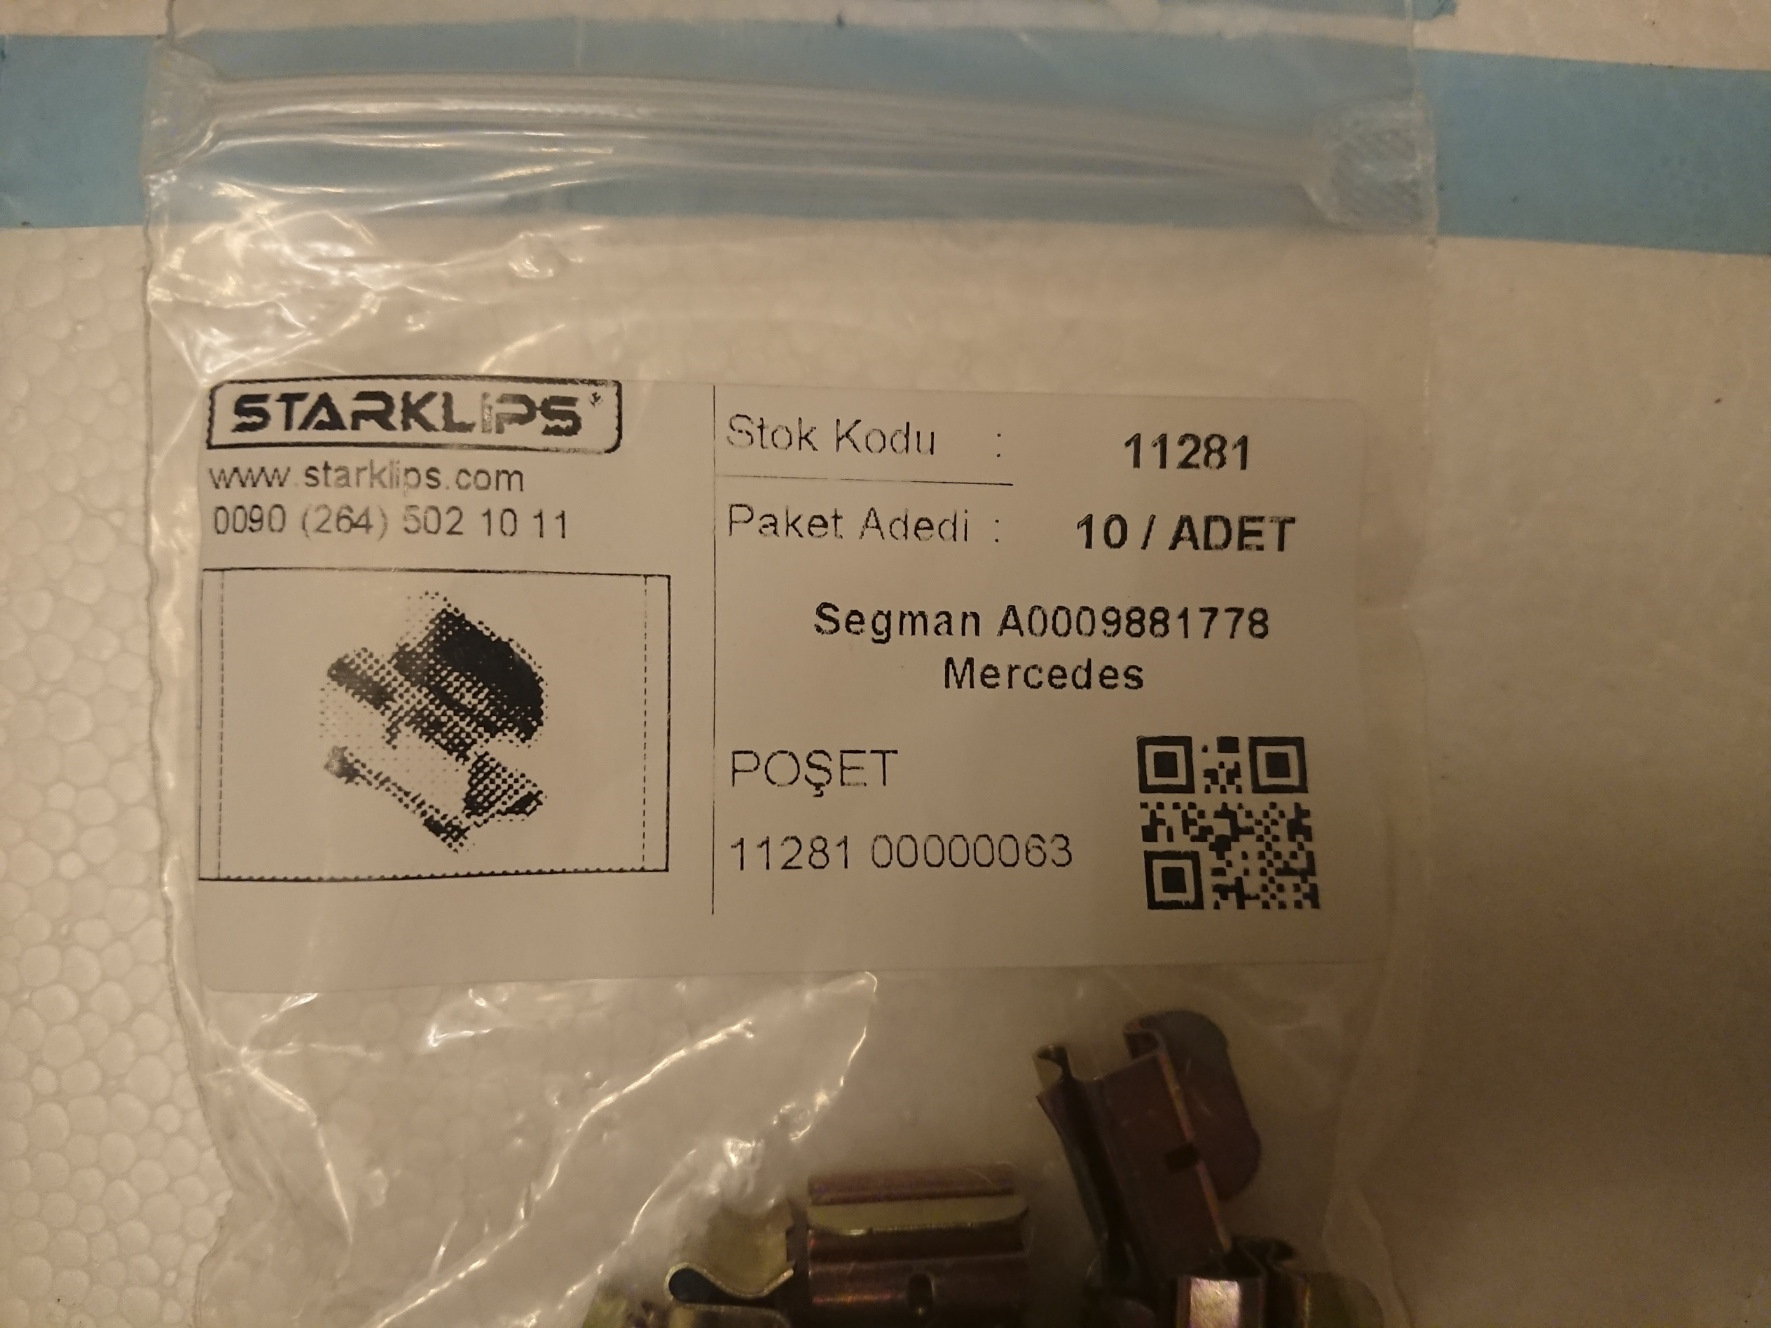 STARKLiPS
www.starklips.com
0090 (264) 502 10 11
Stok Kodu : 11281
Paket Adedi : 10 / ADET
Segman A0009881778
Mercedes
POŞET
11281 00000063